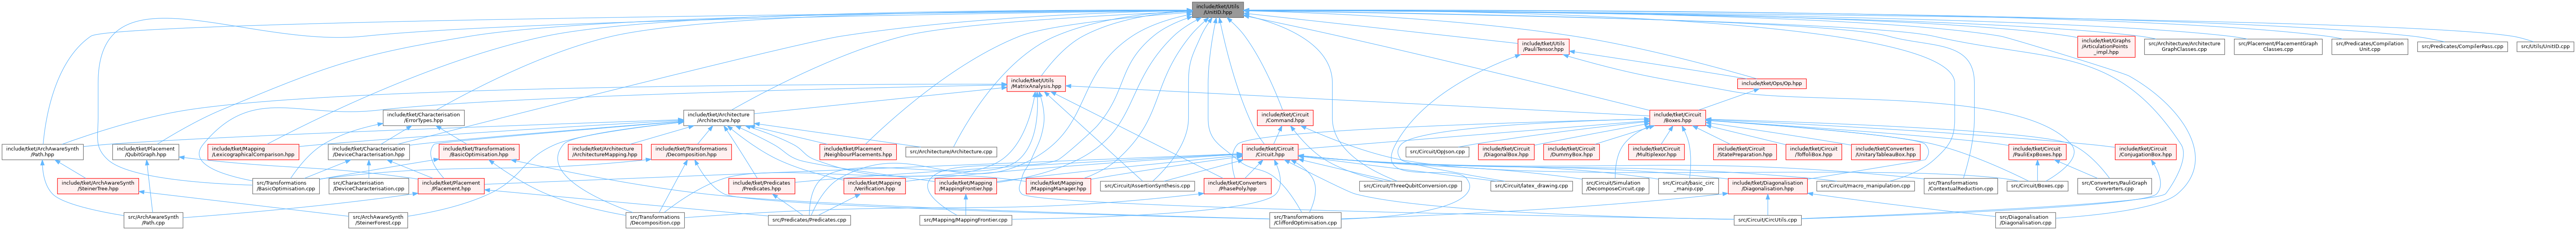 include/tket/Utils
/UnitID.hpp
include/tket/Utils
/PauliTensor.hpp
include/tket/Graphs
/ArticulationPoints
_impl.hpp
src/Architecture/Architecture
GraphClasses.cpp
src/Placement/PlacementGraph
Classes.cpp
src/Predicates/Compilation
Unit.cpp
src/Predicates/CompilerPass.cpp
src/Utils/UnitID.cpp
include/tket/Utils
/MatrixAnalysis.hpp
include/tket/Ops/Op.hpp
include/tket/Characterisation
/ErrorTypes.hpp
include/tket/Architecture
/Architecture.hpp
include/tket/Circuit
/Command.hpp
include/tket/Circuit
/Boxes.hpp
include/tket/ArchAwareSynth
/Path.hpp
include/tket/Placement
/QubitGraph.hpp
include/tket/Mapping
/LexicographicalComparison.hpp
include/tket/Characterisation
/DeviceCharacterisation.hpp
include/tket/Transformations
/BasicOptimisation.hpp
include/tket/Architecture
/ArchitectureMapping.hpp
include/tket/Transformations
/Decomposition.hpp
include/tket/Placement
/NeighbourPlacements.hpp
src/Architecture/Architecture.cpp
include/tket/Circuit
/Circuit.hpp
src/Circuit/OpJson.cpp
include/tket/Circuit
/DiagonalBox.hpp
include/tket/Circuit
/DummyBox.hpp
include/tket/Circuit
/Multiplexor.hpp
include/tket/Circuit
/StatePreparation.hpp
include/tket/Circuit
/ToffoliBox.hpp
include/tket/Converters
/UnitaryTableauBox.hpp
include/tket/Circuit
/PauliExpBoxes.hpp
include/tket/Circuit
/ConjugationBox.hpp
include/tket/ArchAwareSynth
/SteinerTree.hpp
src/Transformations
/BasicOptimisation.cpp
src/Characterisation
/DeviceCharacterisation.cpp
include/tket/Placement
/Placement.hpp
include/tket/Predicates
/Predicates.hpp
include/tket/Mapping
/Verification.hpp
include/tket/Mapping
/MappingFrontier.hpp
include/tket/Mapping
/MappingManager.hpp
src/Circuit/AssertionSynthesis.cpp
include/tket/Converters
/PhasePoly.hpp
src/Circuit/ThreeQubitConversion.cpp
src/Circuit/latex_drawing.cpp
src/Circuit/Simulation
/DecomposeCircuit.cpp
src/Circuit/basic_circ
_manip.cpp
include/tket/Diagonalisation
/Diagonalisation.hpp
src/Circuit/macro_manipulation.cpp
src/Transformations
/ContextualReduction.cpp
src/Circuit/Boxes.cpp
src/Converters/PauliGraph
Converters.cpp
src/ArchAwareSynth
/Path.cpp
src/ArchAwareSynth
/SteinerForest.cpp
src/Transformations
/Decomposition.cpp
src/Predicates/Predicates.cpp
src/Mapping/MappingFrontier.cpp
src/Transformations
/CliffordOptimisation.cpp
src/Circuit/CircUtils.cpp
src/Diagonalisation
/Diagonalisation.cpp